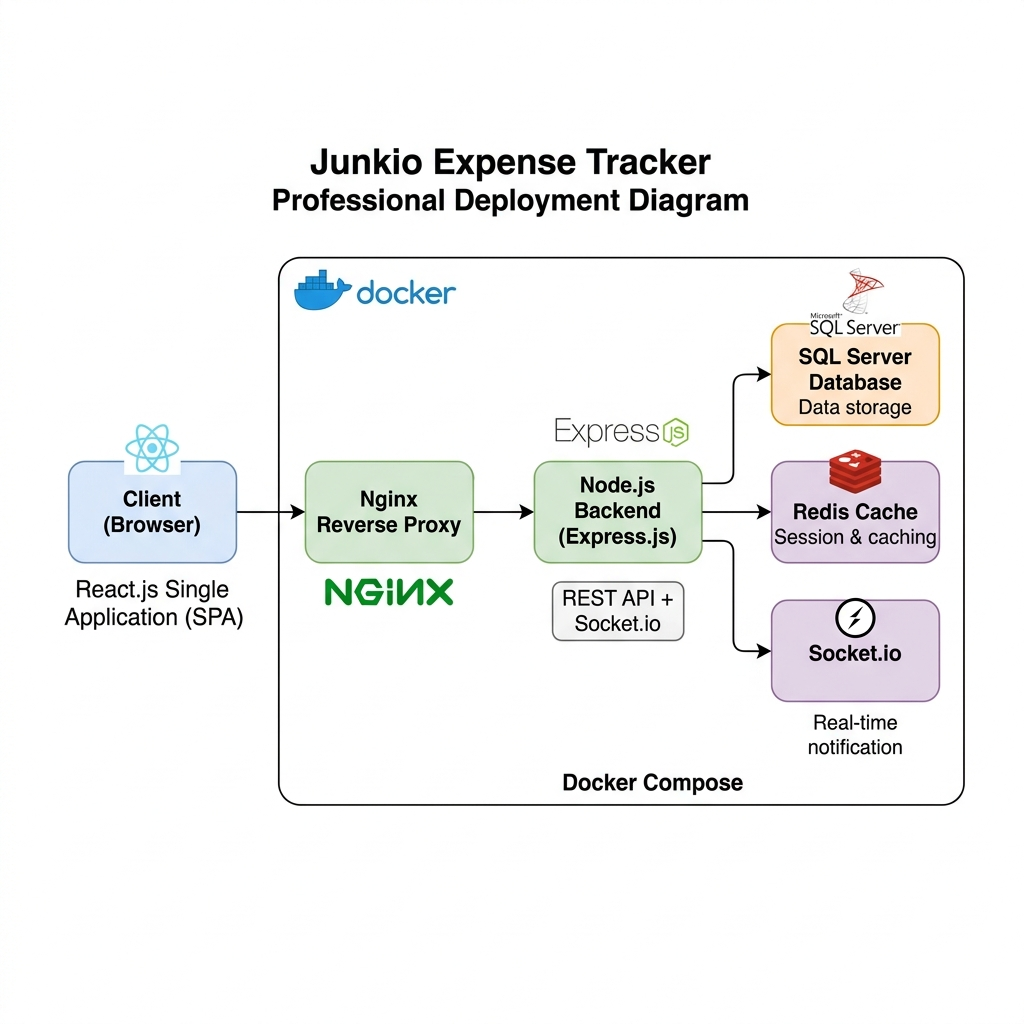 Junkio Expense Tracker
Professional Deployment Diagram
docker
Microsoft
SQL Server
SQL Server
Database
Data storage
Express JS
Client
(Browser)
Nginx
Reverse Proxy
Node.js
Backend
(Express.js)
Redis Cache
Session & caching
React.js Single
Application (SPA)
NGiNX
REST API +
Socket.io
Socket.io
Real-time
notification
Docker Compose